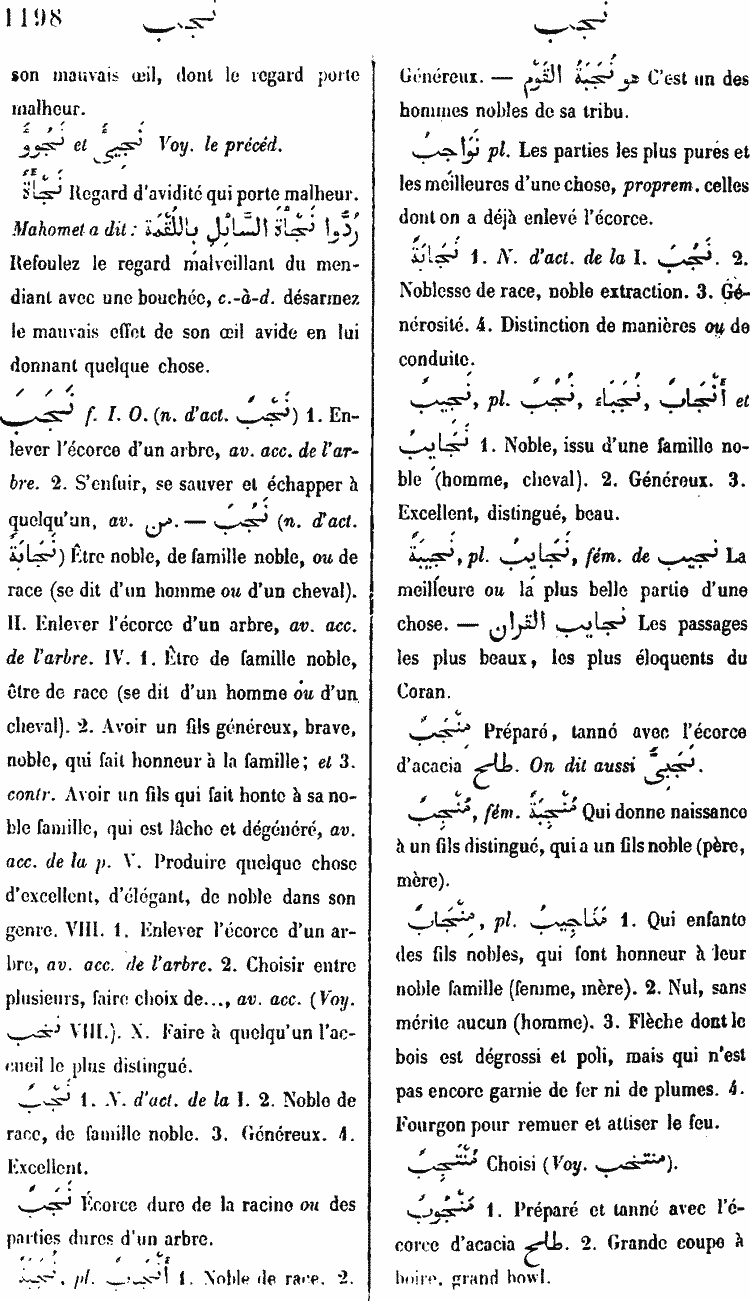 1198
نجب
نجب
son mauvais œil, dont le regard porte
malheur.
نَجُوءٌ et نَجِىءٌ Voy. le précéd.
نَجْأَةٌ Regard d'avidité qui porte malheur.
Mahomet a dit : رُدُّوا نَجْأَةَ السَّائِلِ بِاللُّقْمَةِ
Refoulez le regard malveillant du men-
diant avec une bouchée, c.-à-d. désarmez
le mauvais effet de son œil avide en lui
donnant quelque chose.
نَجَبَ f. I. O. (n. d'act. نَجْبٌ) 1. En-
lever l'écorce d'un arbre, av. acc. de l'ar-
bre. 2. S'enfuir, se sauver et échapper à
quelqu'un, av. من. — نَجُبَ (n. d'act.
نَجَابَةٌ) Être noble, de famille noble, ou de
race (se dit d'un homme ou d'un cheval).
II. Enlever l'écorce d'un arbre, av. acc.
de l'arbre. IV. 1. Être de famille noble,
être de race (se dit d'un homme ou d'un
cheval). 2. Avoir un fils généreux, brave,
noble, qui fait honneur à la famille; et 3.
contr. Avoir un fils qui fait honte à sa no-
ble famille, qui est lâche et dégénéré, av.
acc. de la p. V. Produire quelque chose
d'excellent, d'élégant, de noble dans son
genre. VIII. 1. Enlever l'écorce d'un ar-
bre, av. acc. de l'arbre. 2. Choisir entre
plusieurs, faire choix de..., av. acc. (Voy.
نخب VIII.). X. Faire à quelqu'un l'ac-
cueil le plus distingué.
نَجْبٌ 1. N. d'act. de la I. 2. Noble de
race, de famille noble. 3. Généreux. 4.
Excellent.
نَجَبٌ Écorce dure de la racine ou des
parties dures d'un arbre.
نُجَبَةٌ, pl. أَنْجُبٌ 1. Noble de race. 2.
Généreux. — هو نُجَبَةُ القَوْمِ C'est un des
hommes nobles de sa tribu.
نَوَاجِبُ pl. Les parties les plus pures et
les meilleures d'une chose, proprem. celles
dont on a déjà enlevé l'écorce.
نَجَابَةٌ 1. N. d'act. de la I. نَجُبَ. 2.
Noblesse de race, noble extraction. 3. Gé-
nérosité. 4. Distinction de manières ou de
conduite.
نَجِيبٌ, pl. نُجُبٌ, نُجَبَاءُ, أَنْجَابٌ et
نَجَايِبُ 1. Noble, issu d'une famille no-
ble (homme, cheval). 2. Généreux. 3.
Excellent, distingué, beau.
نَجِيبَةٌ, pl. نَجَايِبُ, fém. de نجيب La
meilleure ou la plus belle partie d'une
chose. — نجايب القران Les passages
les plus beaux, les plus éloquents du
Coran.
مِنْجَبٌ Préparé, tanné avec l'écorce
d'acacia طلح. On dit aussi نَجَبِىٌّ.
مُنْجِبٌ, fém. مُنْجِبَةٌ Qui donne naissance
à un fils distingué, qui a un fils noble (père,
mère).
مِنْجَابٌ, pl. مَنَاجِيبُ 1. Qui enfante
des fils nobles, qui font honneur à leur
noble famille (femme, mère). 2. Nul, sans
mérite aucun (homme). 3. Flèche dont le
bois est dégrossi et poli, mais qui n'est
pas encore garnie de fer ni de plumes. 4.
Fourgon pour remuer et attiser le feu.
مُنْتَجَبٌ Choisi (Voy. منتخب).
مَنْجُوبٌ 1. Préparé et tanné avec l'é-
corce d'acacia طلح. 2. Grande coupe à
boire, grand bowl.